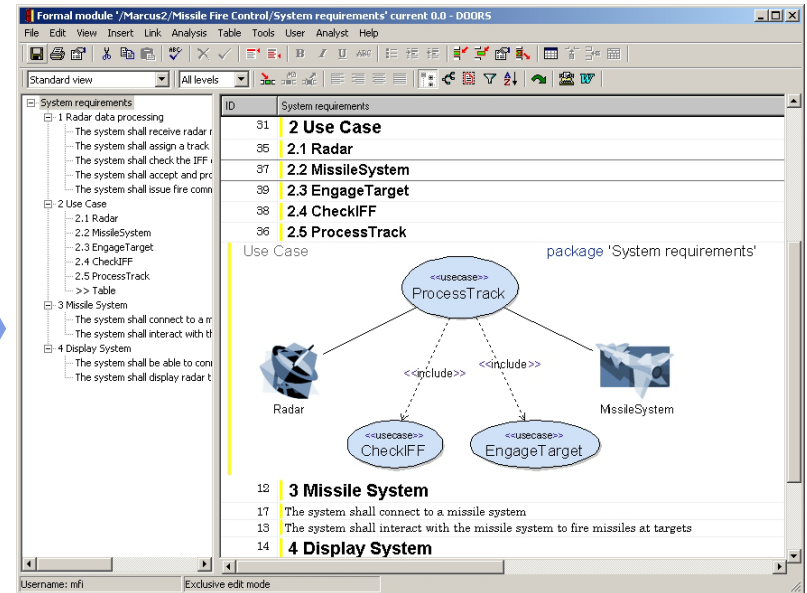 Formal module '/Marcus2/Missile Fire Control/System requirements' current 0.0 - DOORS
File Edit View Insert Link Analysis Table Tools User Analyst Help
Standard view All levels
System requirements
1 Radar data processing
The system shall receive radar r
The system shall assign a track
The system shall check the IFF
The system shall accept and pro
The system shall issue fire comm
2 Use Case
2.1 Radar
2.2 MissileSystem
2.3 EngageTarget
2.4 CheckIFF
2.5 ProcessTrack
>> Table
3 Missile System
The system shall connect to a m
The system shall interact with th
4 Display System
The system shall be able to conn
The system shall display radar t
ID System requirements
31 2 Use Case
35 2.1 Radar
37 2.2 MissileSystem
39 2.3 EngageTarget
38 2.4 CheckIFF
36 2.5 ProcessTrack
Use Case package 'System requirements'
<<usecase>>
ProcessTrack
<<include>> <<include>>
Radar MissileSystem
<<usecase>> <<usecase>>
CheckIFF EngageTarget
12 3 Missile System
17 The system shall connect to a missile system
13 The system shall interact with the missile system to fire missiles at targets
14 4 Display System
Username: mfi Exclusive edit mode